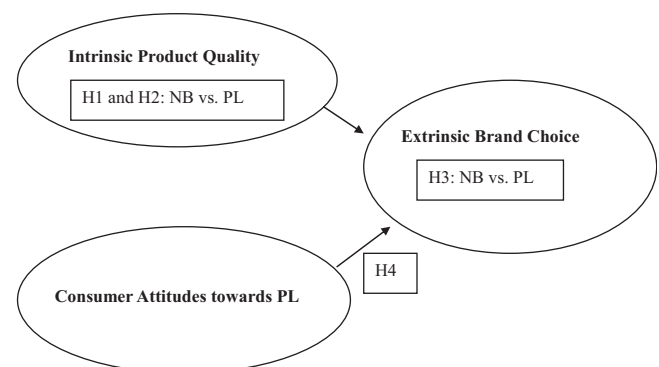 Intrinsic Product Quality
H1 and H2: NB vs. PL
Extrinsic Brand Choice
H3: NB vs. PL
H4
Consumer Attitudes towards PL